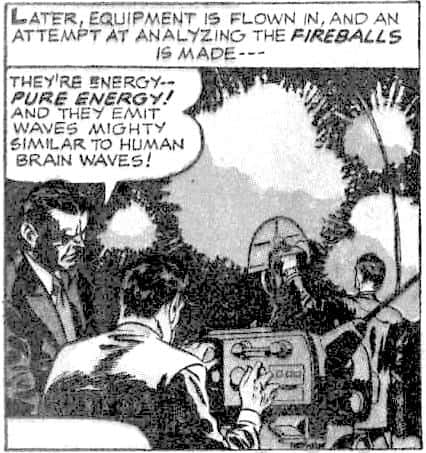 LATER, EQUIPMENT IS FLOWN IN, AND AN
ATTEMPT AT ANALYZING THE FIREBALLS
IS MADE---
THEY'RE ENERGY--
PURE ENERGY!
AND THEY EMIT
WAVES MIGHTY
SIMILAR TO HUMAN
BRAIN WAVES!